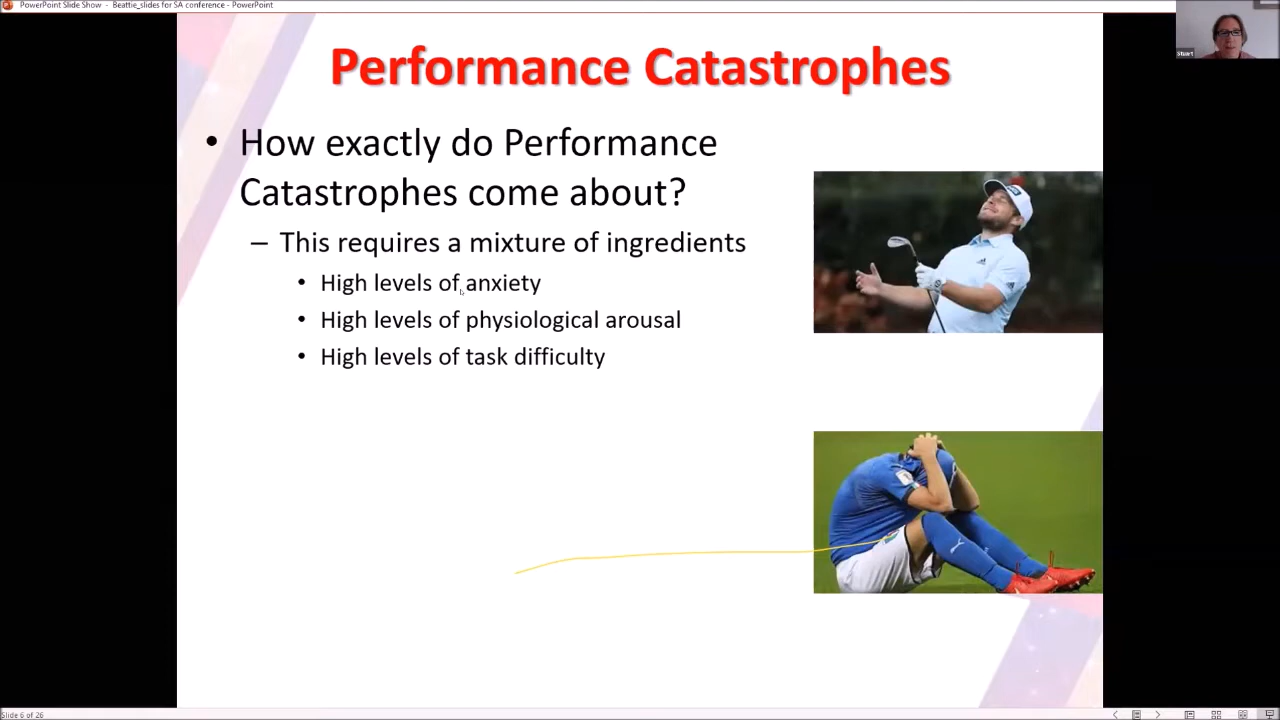 PowerPoint Slide Show - Beattie_slides for SA conference - PowerPoint
Stuart
Performance Catastrophes
• How exactly do Performance
Catastrophes come about?
– This requires a mixture of ingredients
• High levels of anxiety
• High levels of physiological arousal
• High levels of task difficulty
Slide 6 of 26